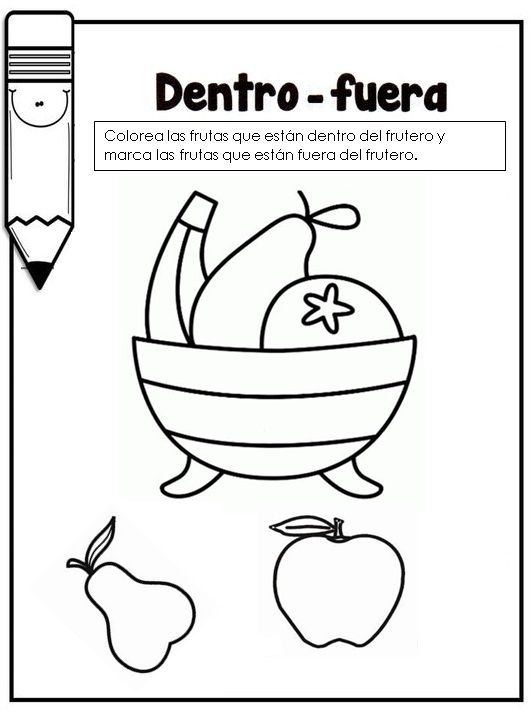 Dentro - fuera
Colorea las frutas que están dentro del frutero y
marca las frutas que están fuera del frutero.